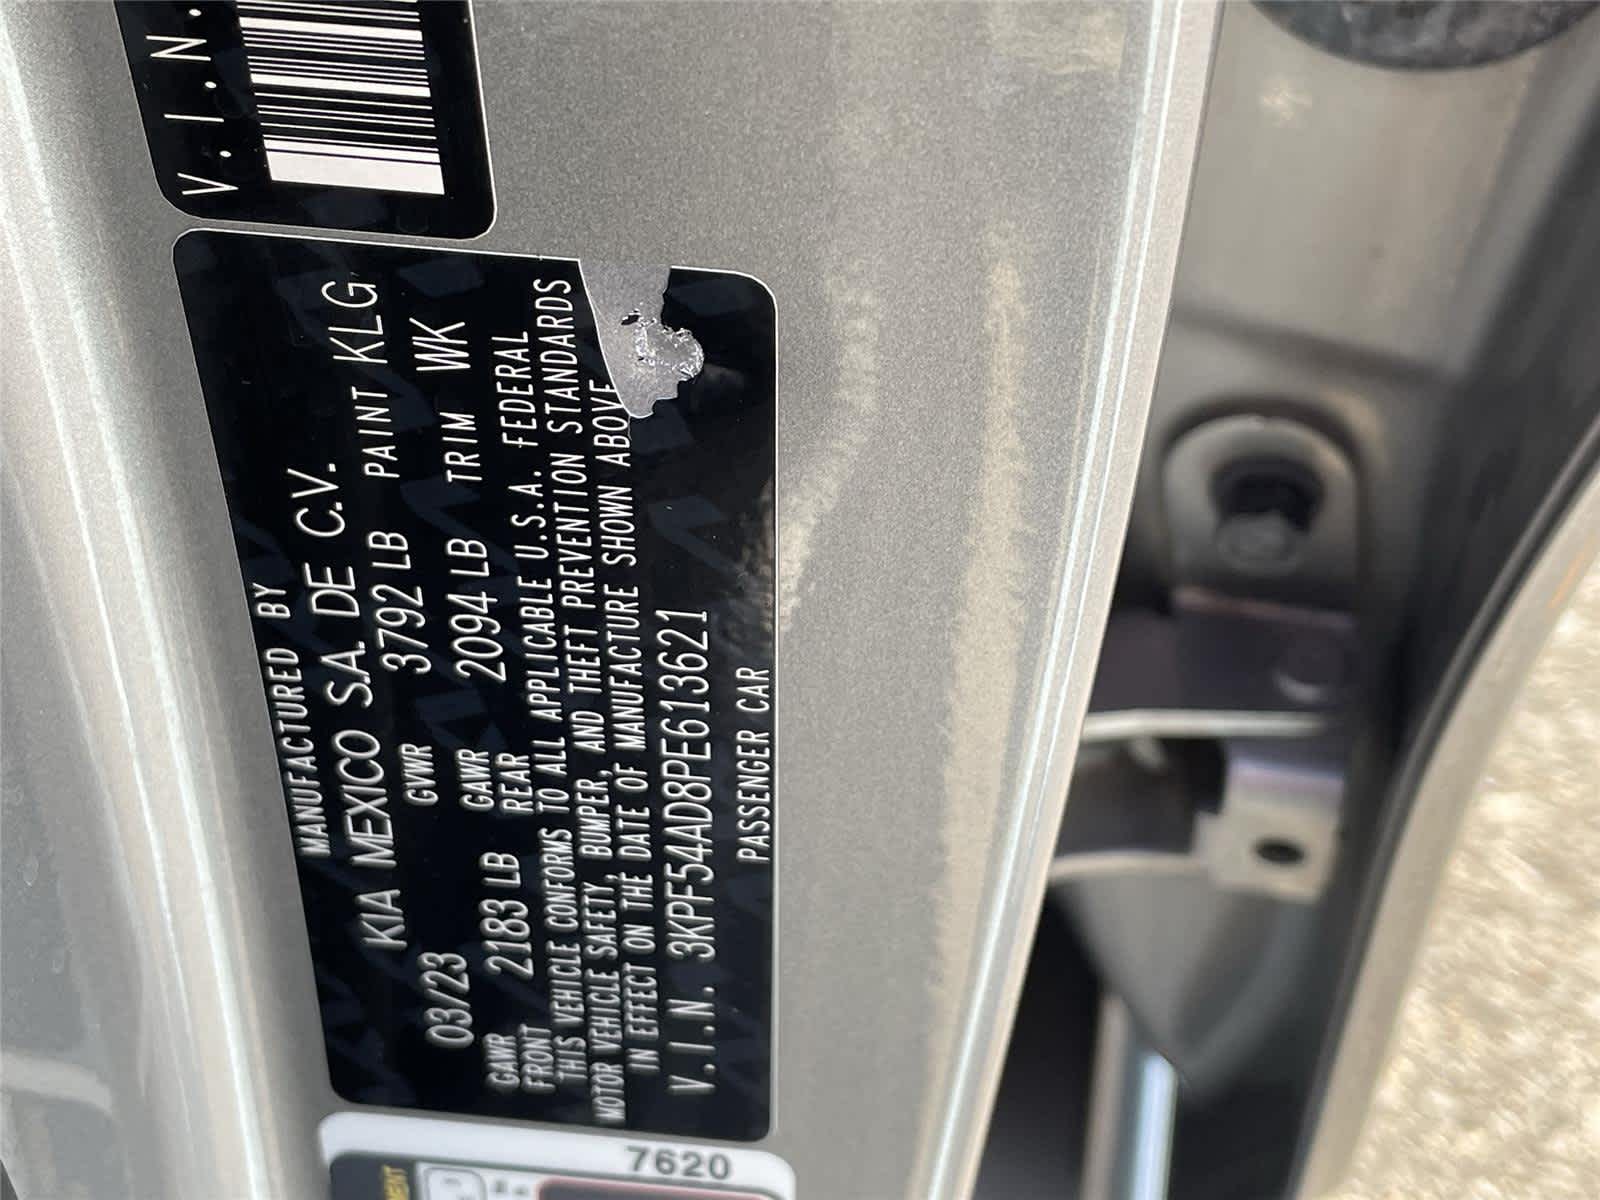 V.I.N.
MANUFACTURED BY
KIA MEXICO S.A. DE C.V.
03/23 GVWR 3792 LB PAINT KLG
GAWR FRONT 2183 LB GAWR REAR 2094 LB TRIM WK
THIS VEHICLE CONFORMS TO ALL APPLICABLE U.S.A. FEDERAL
MOTOR VEHICLE SAFETY, BUMPER, AND THEFT PREVENTION STANDARDS
IN EFFECT ON THE DATE OF MANUFACTURE SHOWN ABOVE
V.I.N. 3KPF54AD8PE613621
PASSENGER CAR
7620